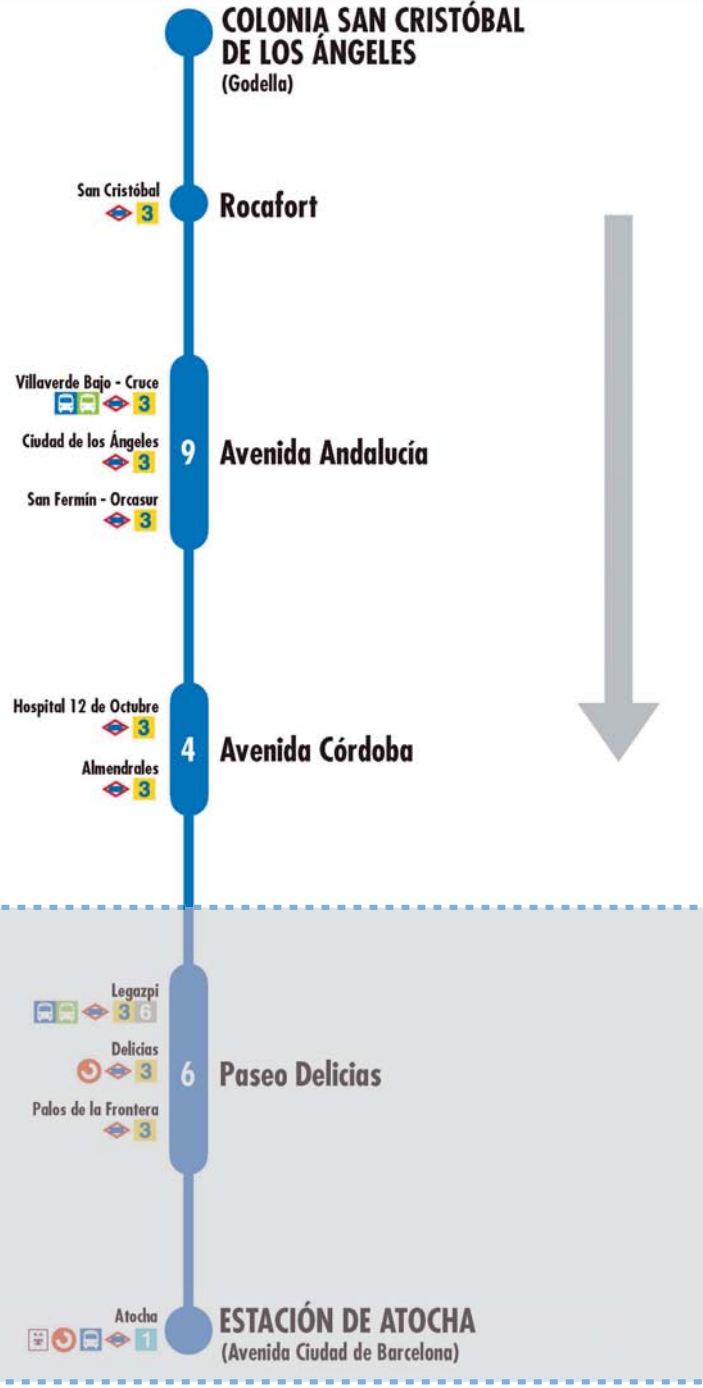 COLONIA SAN CRISTÓBAL
DE LOS ÁNGELES
(Godella)
San Cristóbal
3
Rocafort
Villaverde Bajo - Cruce
3
Ciudad de los Ángeles
3
San Fermín - Orcasur
3
9
Avenida Andalucía
Hospital 12 de Octubre
3
Almendrales
3
4
Avenida Córdoba
Legazpi
3 6
Delicias
3
Palos de la Frontera
3
6
Paseo Delicias
Atocha
1
ESTACIÓN DE ATOCHA
(Avenida Ciudad de Barcelona)